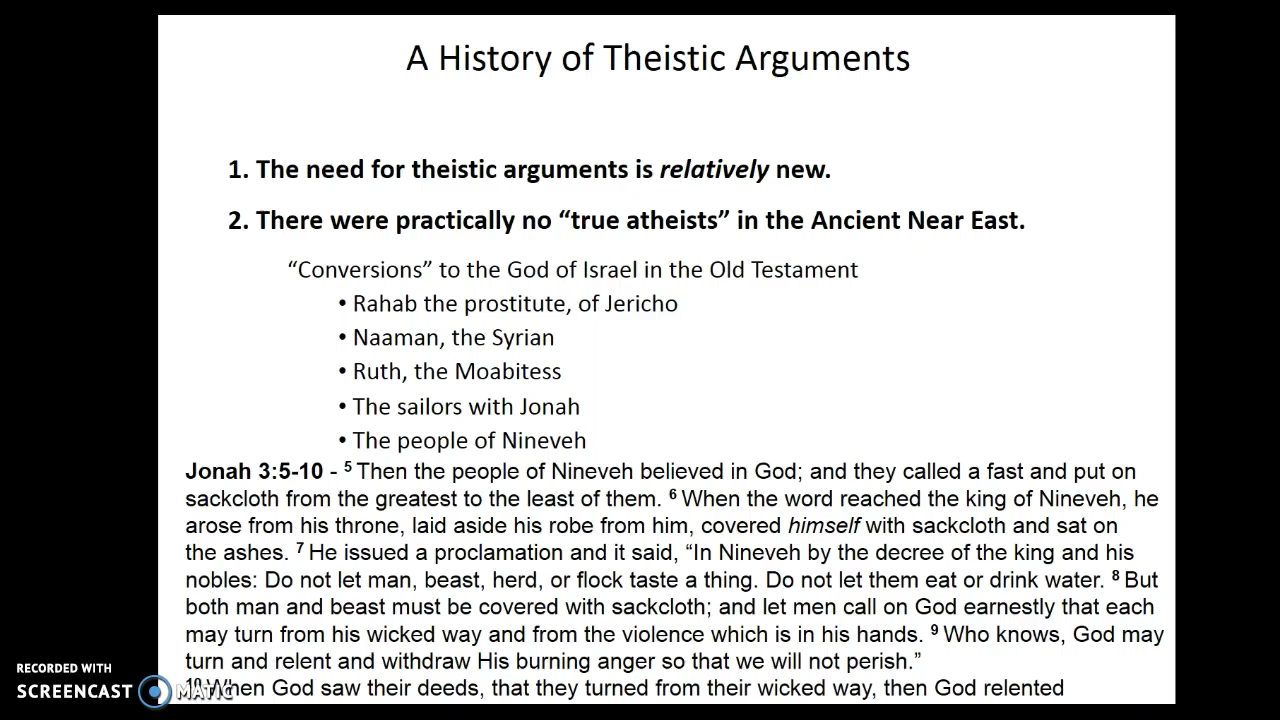 A History of Theistic Arguments
1. The need for theistic arguments is relatively new.
2. There were practically no “true atheists” in the Ancient Near East.
“Conversions” to the God of Israel in the Old Testament
• Rahab the prostitute, of Jericho
• Naaman, the Syrian
• Ruth, the Moabitess
• The sailors with Jonah
• The people of Nineveh
Jonah 3:5-10 - 5 Then the people of Nineveh believed in God; and they called a fast and put on
sackcloth from the greatest to the least of them. 6 When the word reached the king of Nineveh, he
arose from his throne, laid aside his robe from him, covered himself with sackcloth and sat on
the ashes. 7 He issued a proclamation and it said, “In Nineveh by the decree of the king and his
nobles: Do not let man, beast, herd, or flock taste a thing. Do not let them eat or drink water. 8 But
both man and beast must be covered with sackcloth; and let men call on God earnestly that each
may turn from his wicked way and from the violence which is in his hands. 9 Who knows, God may
turn and relent and withdraw His burning anger so that we will not perish.”
10 When God saw their deeds, that they turned from their wicked way, then God relented
RECORDED WITH
SCREENCAST MATIC